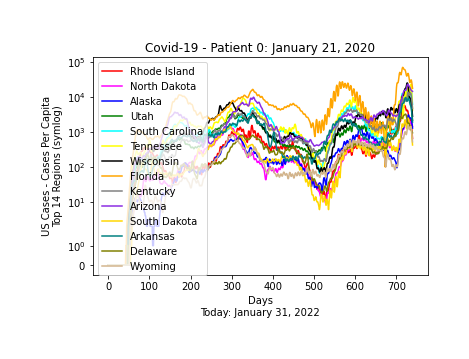 Covid-19 - Patient 0: January 21, 2020
US Cases - Cases Per Capita
Top 14 Regions (symlog)
10^5
10^4
10^3
10^2
10^1
10^0
0
Rhode Island
North Dakota
Alaska
Utah
South Carolina
Tennessee
Wisconsin
Florida
Kentucky
Arizona
South Dakota
Arkansas
Delaware
Wyoming
0 100 200 300 400 500 600 700
Days
Today: January 31, 2022